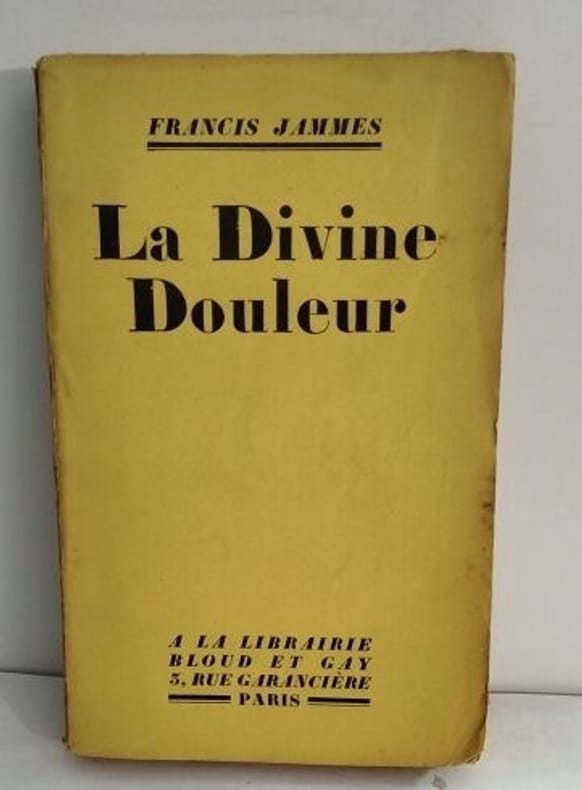 FRANCIS JAMMES
La Divine
Douleur
A LA LIBRAIRIE
BLOUD ET GAY
3, RUE GARANCIÈRE
PARIS